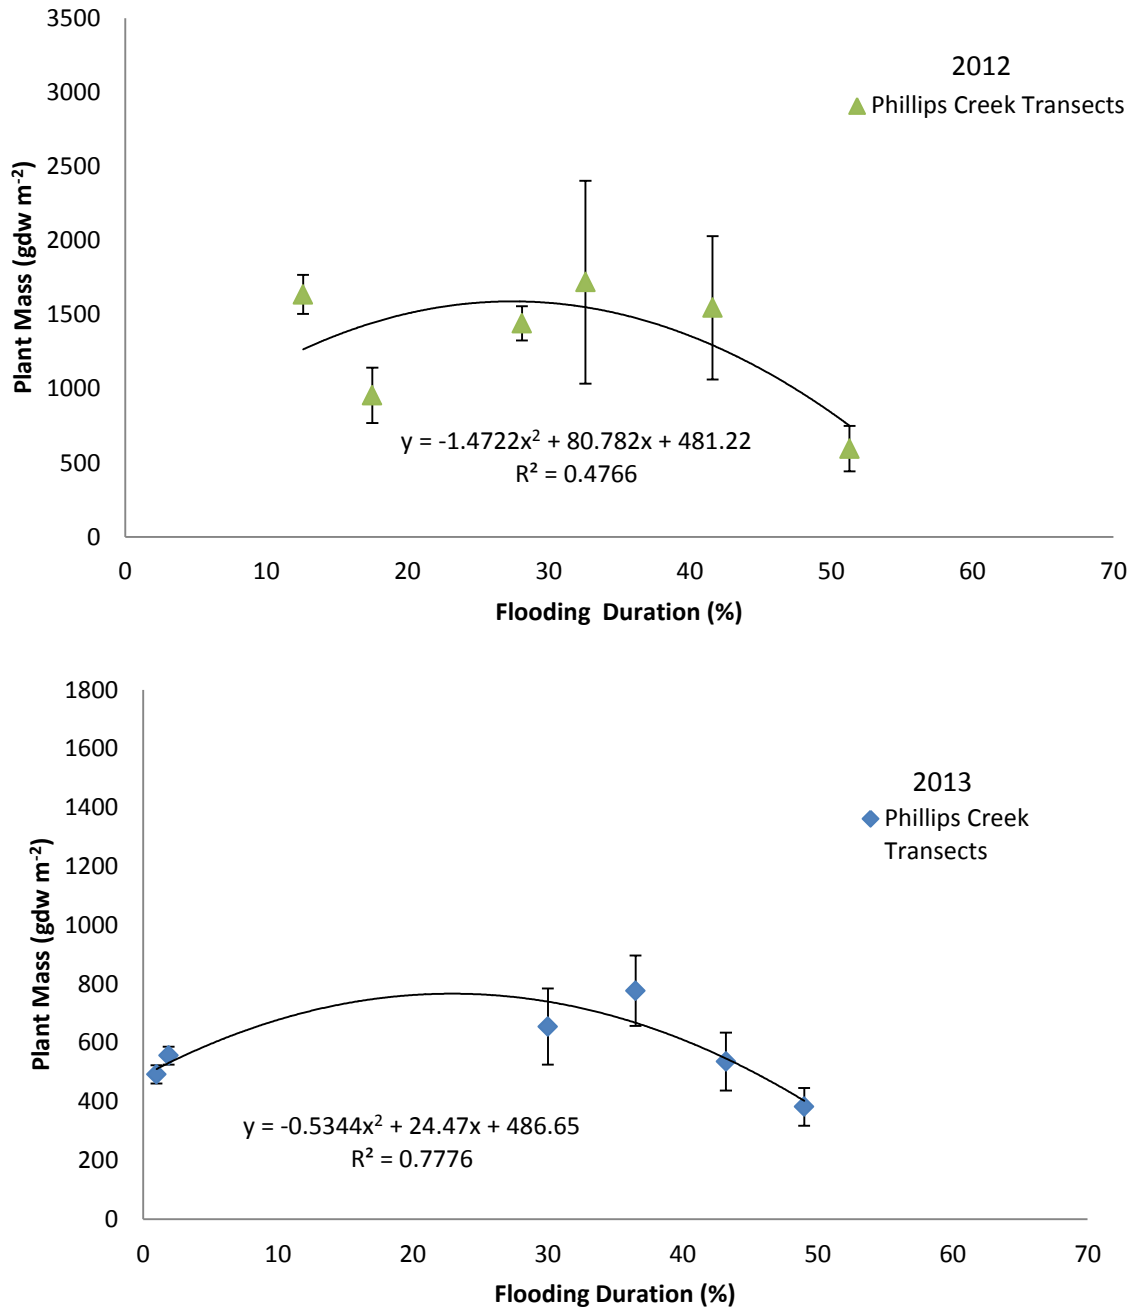 3500
3000
2500
2000
1500
1000
500
0
Plant Mass (gdw m⁻²)
2012
Phillips Creek Transects
y = -1.4722x² + 80.782x + 481.22
R² = 0.4766
0 10 20 30 40 50 60 70
Flooding  Duration (%)
1800
1600
1400
1200
1000
800
600
400
200
0
Plant Mass (gdw m⁻²)
2013
Phillips Creek
Transects
y = -0.5344x² + 24.47x + 486.65
R² = 0.7776
0 10 20 30 40 50 60 70
Flooding Duration (%)